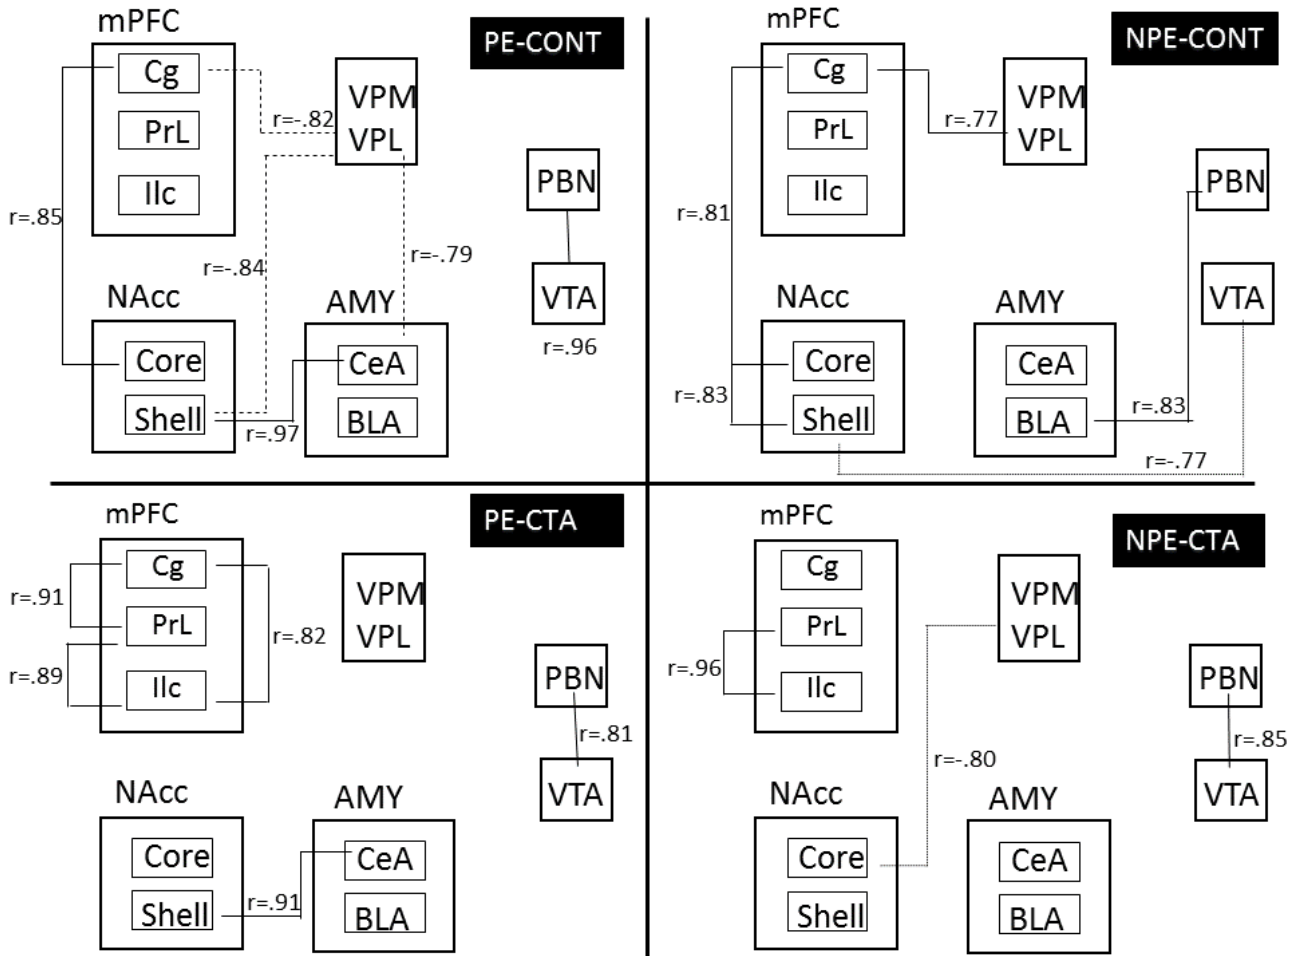 mPFC
PE-CONT
Cg
VPM
r=-.82
PrL
VPL
PBN
Ilc
r=.85
r=-.84
r=-.79
NAcc
AMY
VTA
Core
CeA
r=.96
Shell
BLA
r=.97
mPFC
NPE-CONT
Cg
VPM
r=.77
PrL
VPL
PBN
Ilc
r=.81
NAcc
AMY
VTA
Core
CeA
r=.83
Shell
BLA
r=.83
r=-.77
mPFC
PE-CTA
Cg
VPM
r=.91
PrL
VPL
r=.82
r=.89
Ilc
PBN
r=.81
NAcc
AMY
VTA
Core
CeA
Shell
r=.91
BLA
mPFC
NPE-CTA
Cg
VPM
PrL
VPL
r=.96
Ilc
PBN
r=.85
r=-.80
NAcc
AMY
VTA
Core
CeA
Shell
BLA